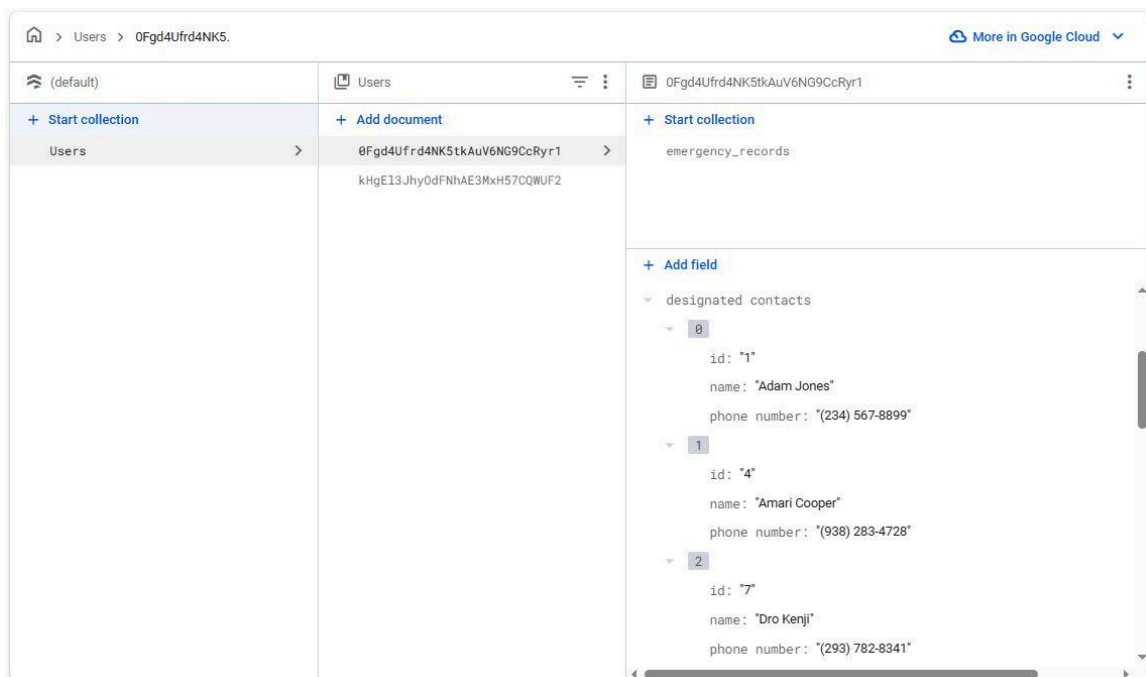 Users > 0Fgd4Ufrd4NK5.
More in Google Cloud
(default)
Users
0Fgd4Ufrd4NK5tkAuV6NG9CcRyr1
+ Start collection
+ Add document
+ Start collection
Users
0Fgd4Ufrd4NK5tkAuV6NG9CcRyr1
emergency_records
kHgEl3JhyOdFNhAE3MxH57CQWUF2
+ Add field
designated contacts
0
id: "1"
name: "Adam Jones"
phone number: "(234) 567-8899"
1
id: "4"
name: "Amari Cooper"
phone number: "(938) 283-4728"
2
id: "7"
name: "Dro Kenji"
phone number: "(293) 782-8341"